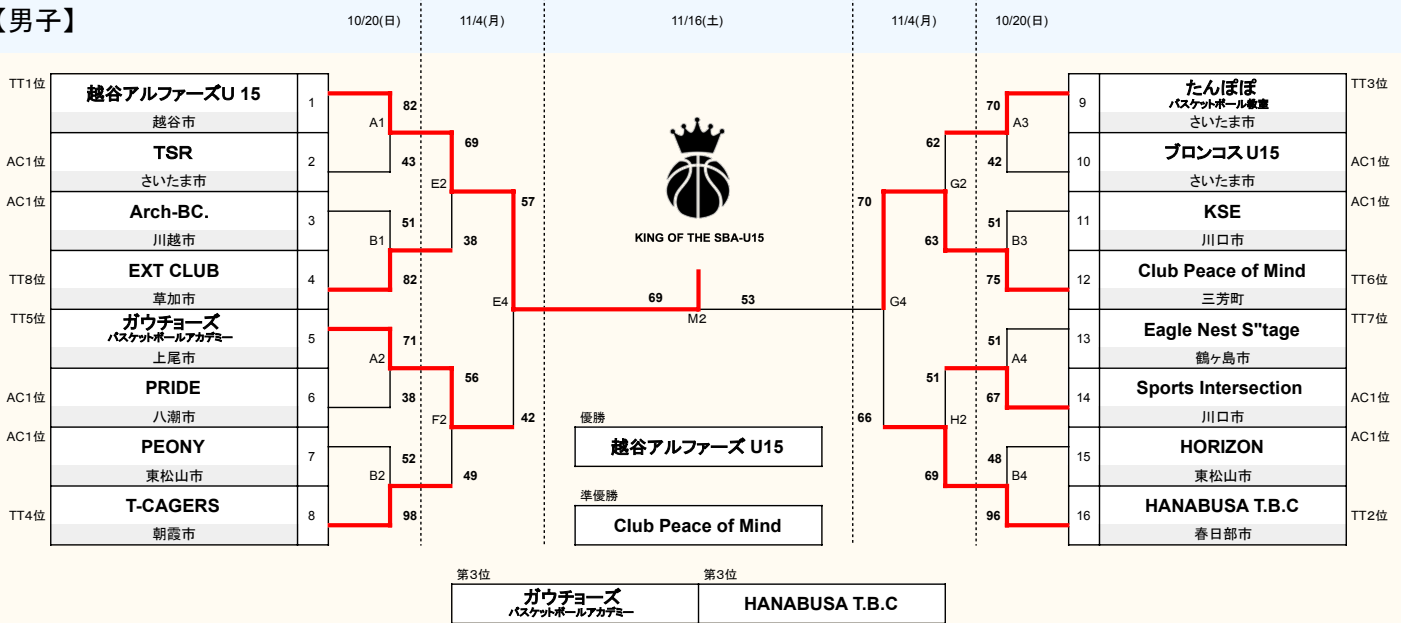 【男子】
10/20(日)
11/4(月)
11/16(土)
11/4(月)
10/20(日)
TT1位
越谷アルファーズU 15
越谷市
1
AC1位
TSR
さいたま市
2
AC1位
Arch-BC.
川越市
3
TT8位
EXT CLUB
草加市
4
TT5位
ガウチョーズ
バスケットボールアカデミー
上尾市
5
AC1位
PRIDE
八潮市
6
AC1位
PEONY
東松山市
7
TT4位
T-CAGERS
朝霞市
8
82
A1
43
51
B1
82
71
A2
38
52
B2
98
69
E2
38
56
F2
49
57
E4
42
KING OF THE SBA-U15
69
53
M2
優勝
越谷アルファーズ U15
準優勝
Club Peace of Mind
第3位
ガウチョーズ
バスケットボールアカデミー
第3位
HANABUSA T.B.C
70
G4
66
62
G2
63
51
H2
69
70
A3
42
51
B3
75
51
A4
67
48
B4
96
9
たんぽぽ
バスケットボール教室
さいたま市
TT3位
10
ブロンコス U15
さいたま市
AC1位
11
KSE
川口市
AC1位
12
Club Peace of Mind
三芳町
TT6位
13
Eagle Nest S"tage
鶴ヶ島市
TT7位
14
Sports Intersection
川口市
AC1位
15
HORIZON
東松山市
AC1位
16
HANABUSA T.B.C
春日部市
TT2位